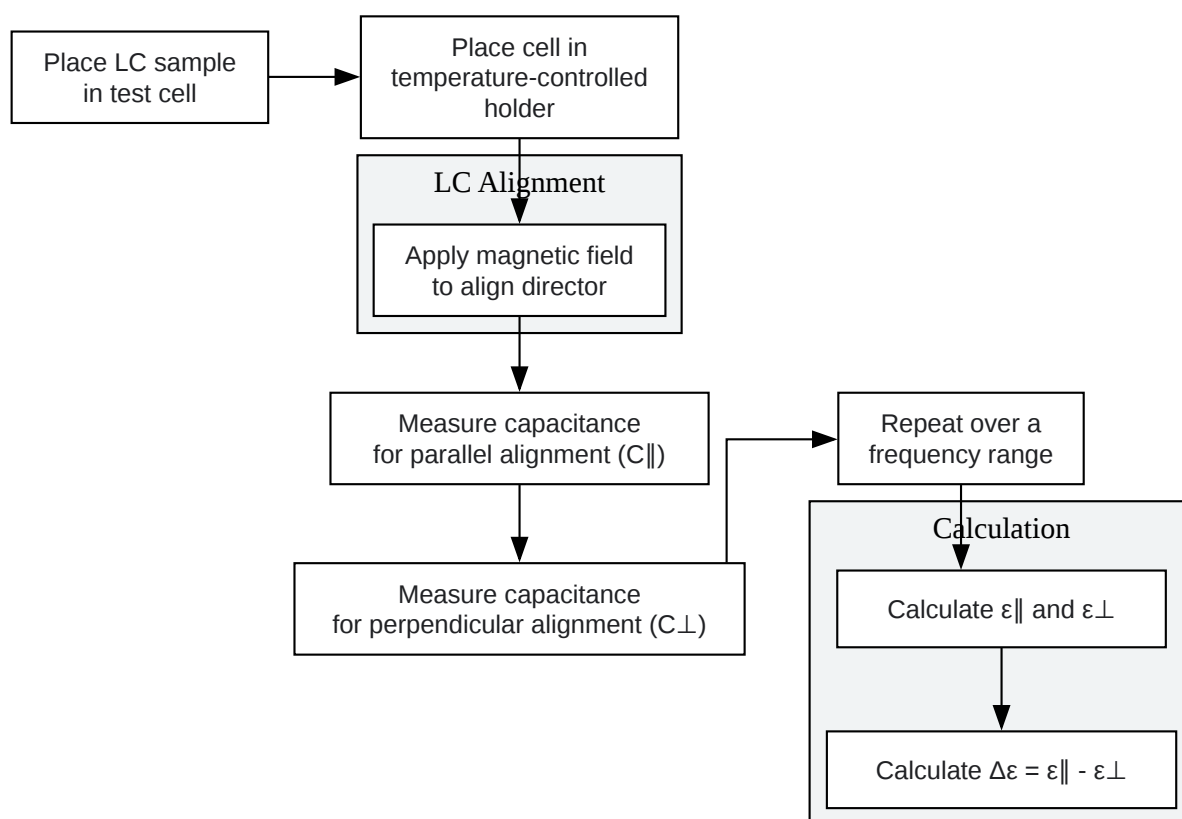 Place LC sample
in test cell
Place cell in
temperature-controlled
holder
LC Alignment
Apply magnetic field
to align director
Measure capacitance
for parallel alignment (C∥)
Measure capacitance
for perpendicular alignment (C⊥)
Repeat over a
frequency range
Calculation
Calculate ε∥ and ε⊥
Calculate Δε = ε∥ - ε⊥